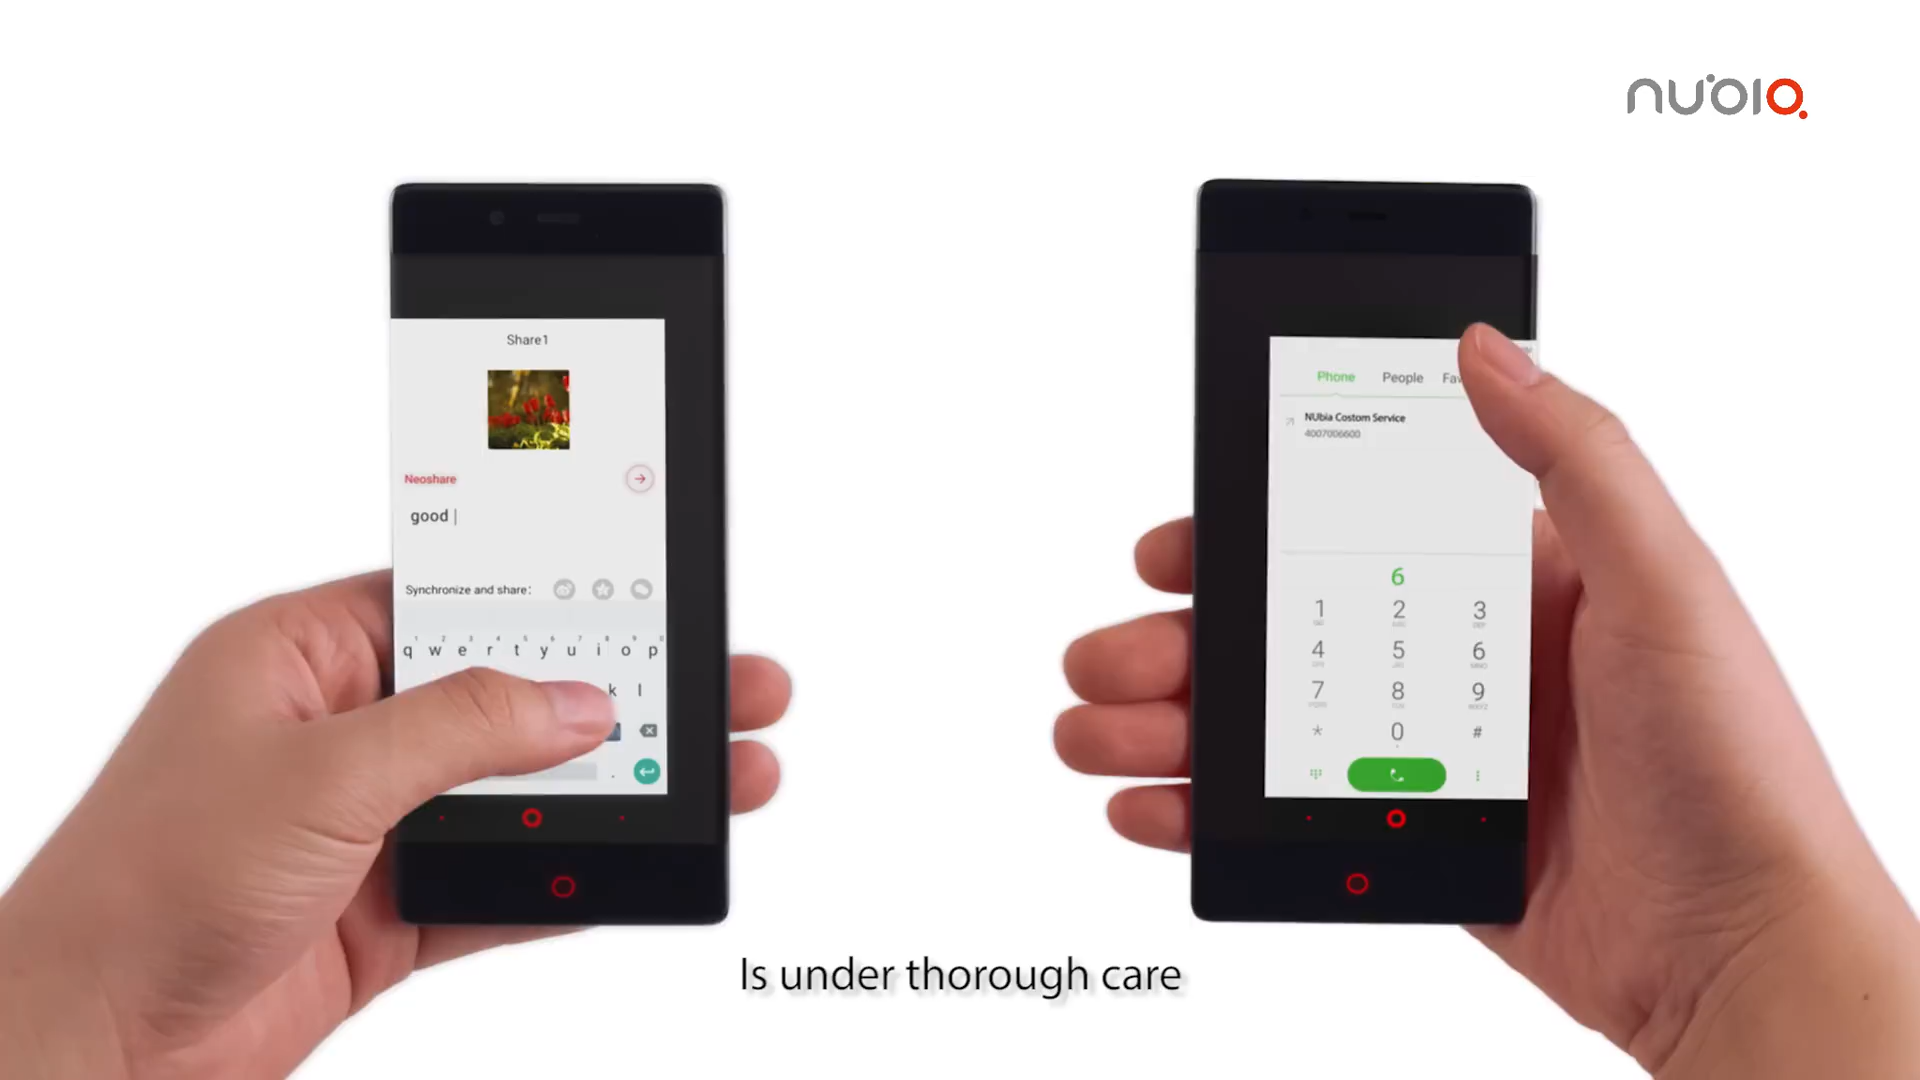 nubia
Share1
Neoshare
good
Synchronize and share:
q w e r t y u i o p
k l
.
Phone People Fav
NUbia Costom Service
4007006600
6
1 2 3
4 5 6
7 8 9
* 0 #
Is under thorough care